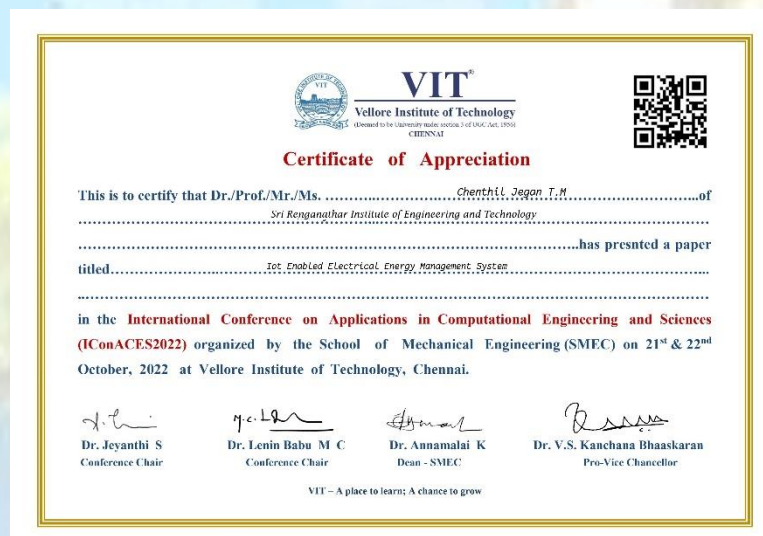 VIT®
Vellore Institute of Technology
(Deemed to be University under section 3 of UGC Act, 1956)
CHENNAI
Certificate of Appreciation
This is to certify that Dr./Prof./Mr./Ms. ........................Chenthil Jegan T.M........................of
Sri Renganathar Institute of Engineering and Technology
........................has presnted a paper
titled........................Iot Enabled Electrical Energy Management System........................
in the International Conference on Applications in Computational Engineering and Sciences
(IConACES2022) organized by the School of Mechanical Engineering (SMEC) on 21st & 22nd
October, 2022 at Vellore Institute of Technology, Chennai.
Dr. Jeyanthi S Dr. Lenin Babu M C Dr. Annamalai K Dr. V.S. Kanchana Bhaaskaran
Conference Chair Conference Chair Dean - SMEC Pro-Vice Chancellor
VIT – A place to learn; A chance to grow